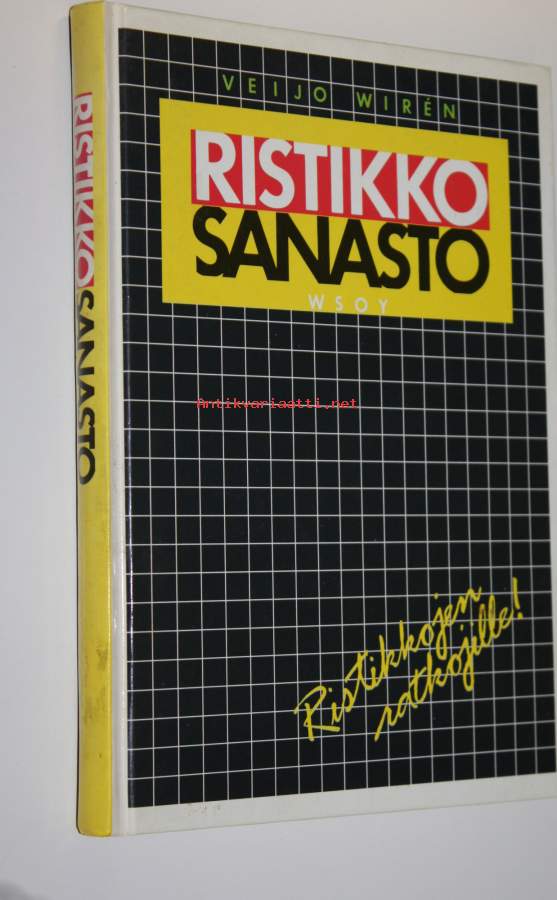 VEIJO WIRÉN
RISTIKKO
SANASTO
WSOY
Antikvariaatti.net
Ristikkojen
ratkojille!
RISTIKKOSANASTO